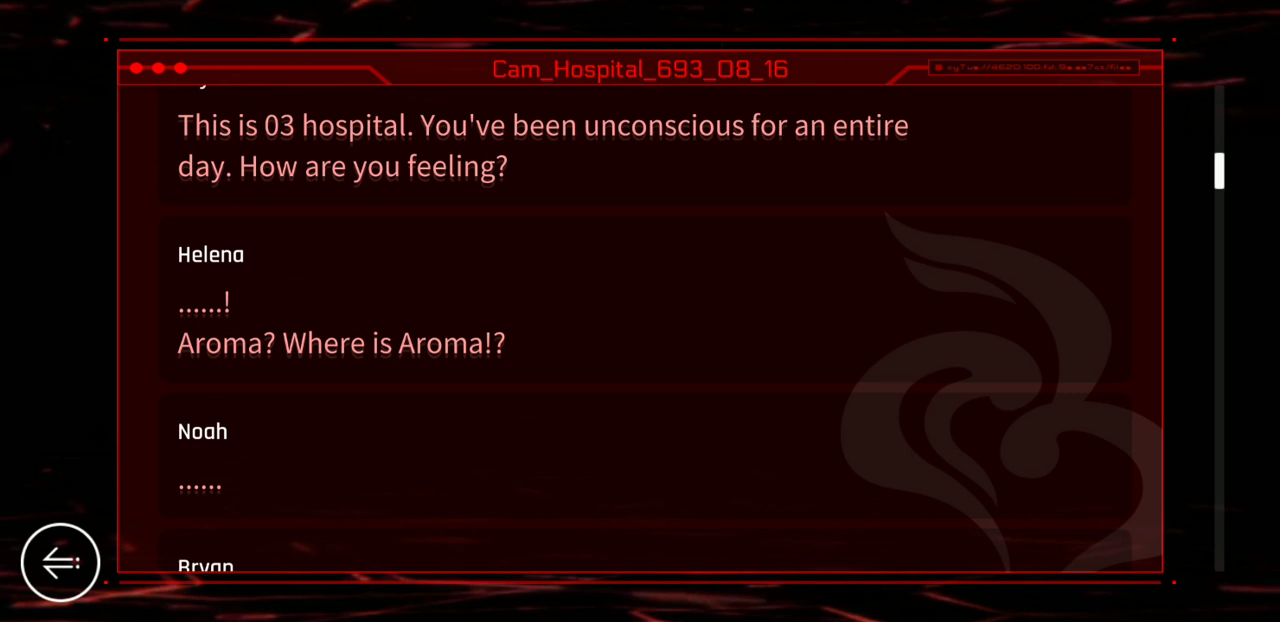 Cam_Hospital_693_08_16
This is 03 hospital. You've been unconscious for an entire
day. How are you feeling?
Helena
......!
Aroma? Where is Aroma!?
Noah
......
Bryan